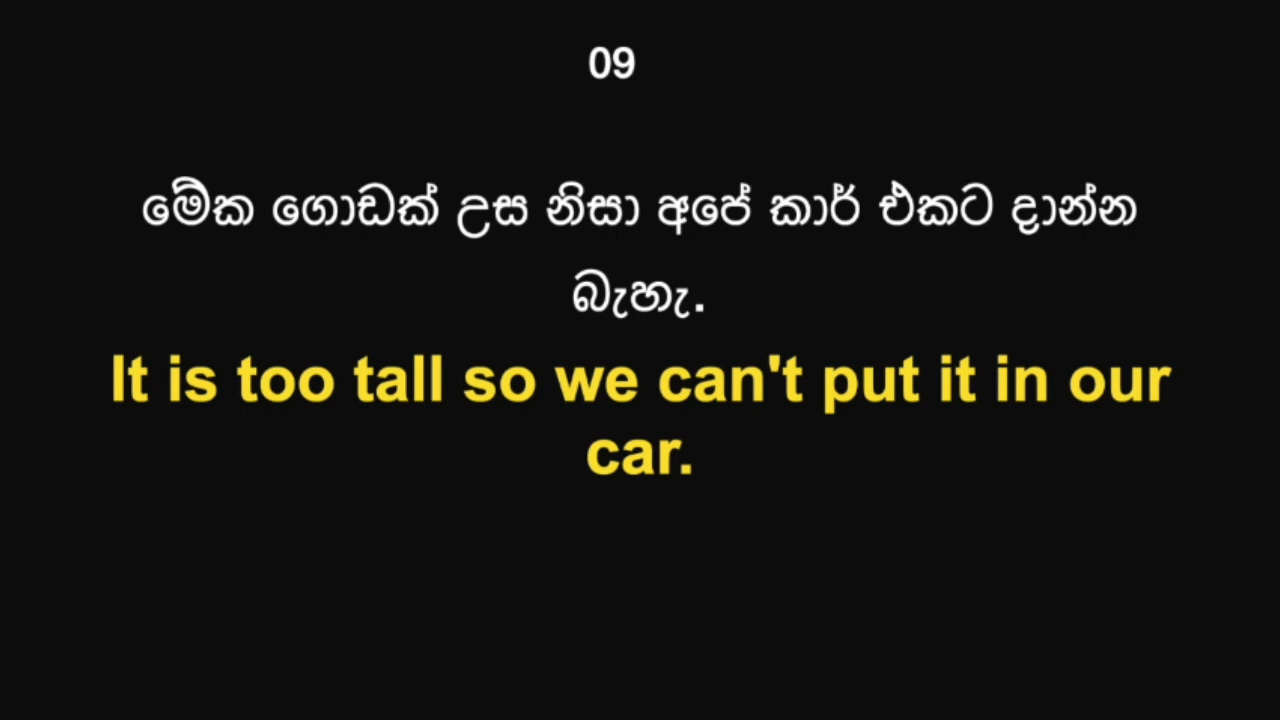 09
මේක ගොඩක් උස නිසා අපේ කාර් එකට දාන්න
බැහැ.
It is too tall so we can't put it in our
car.